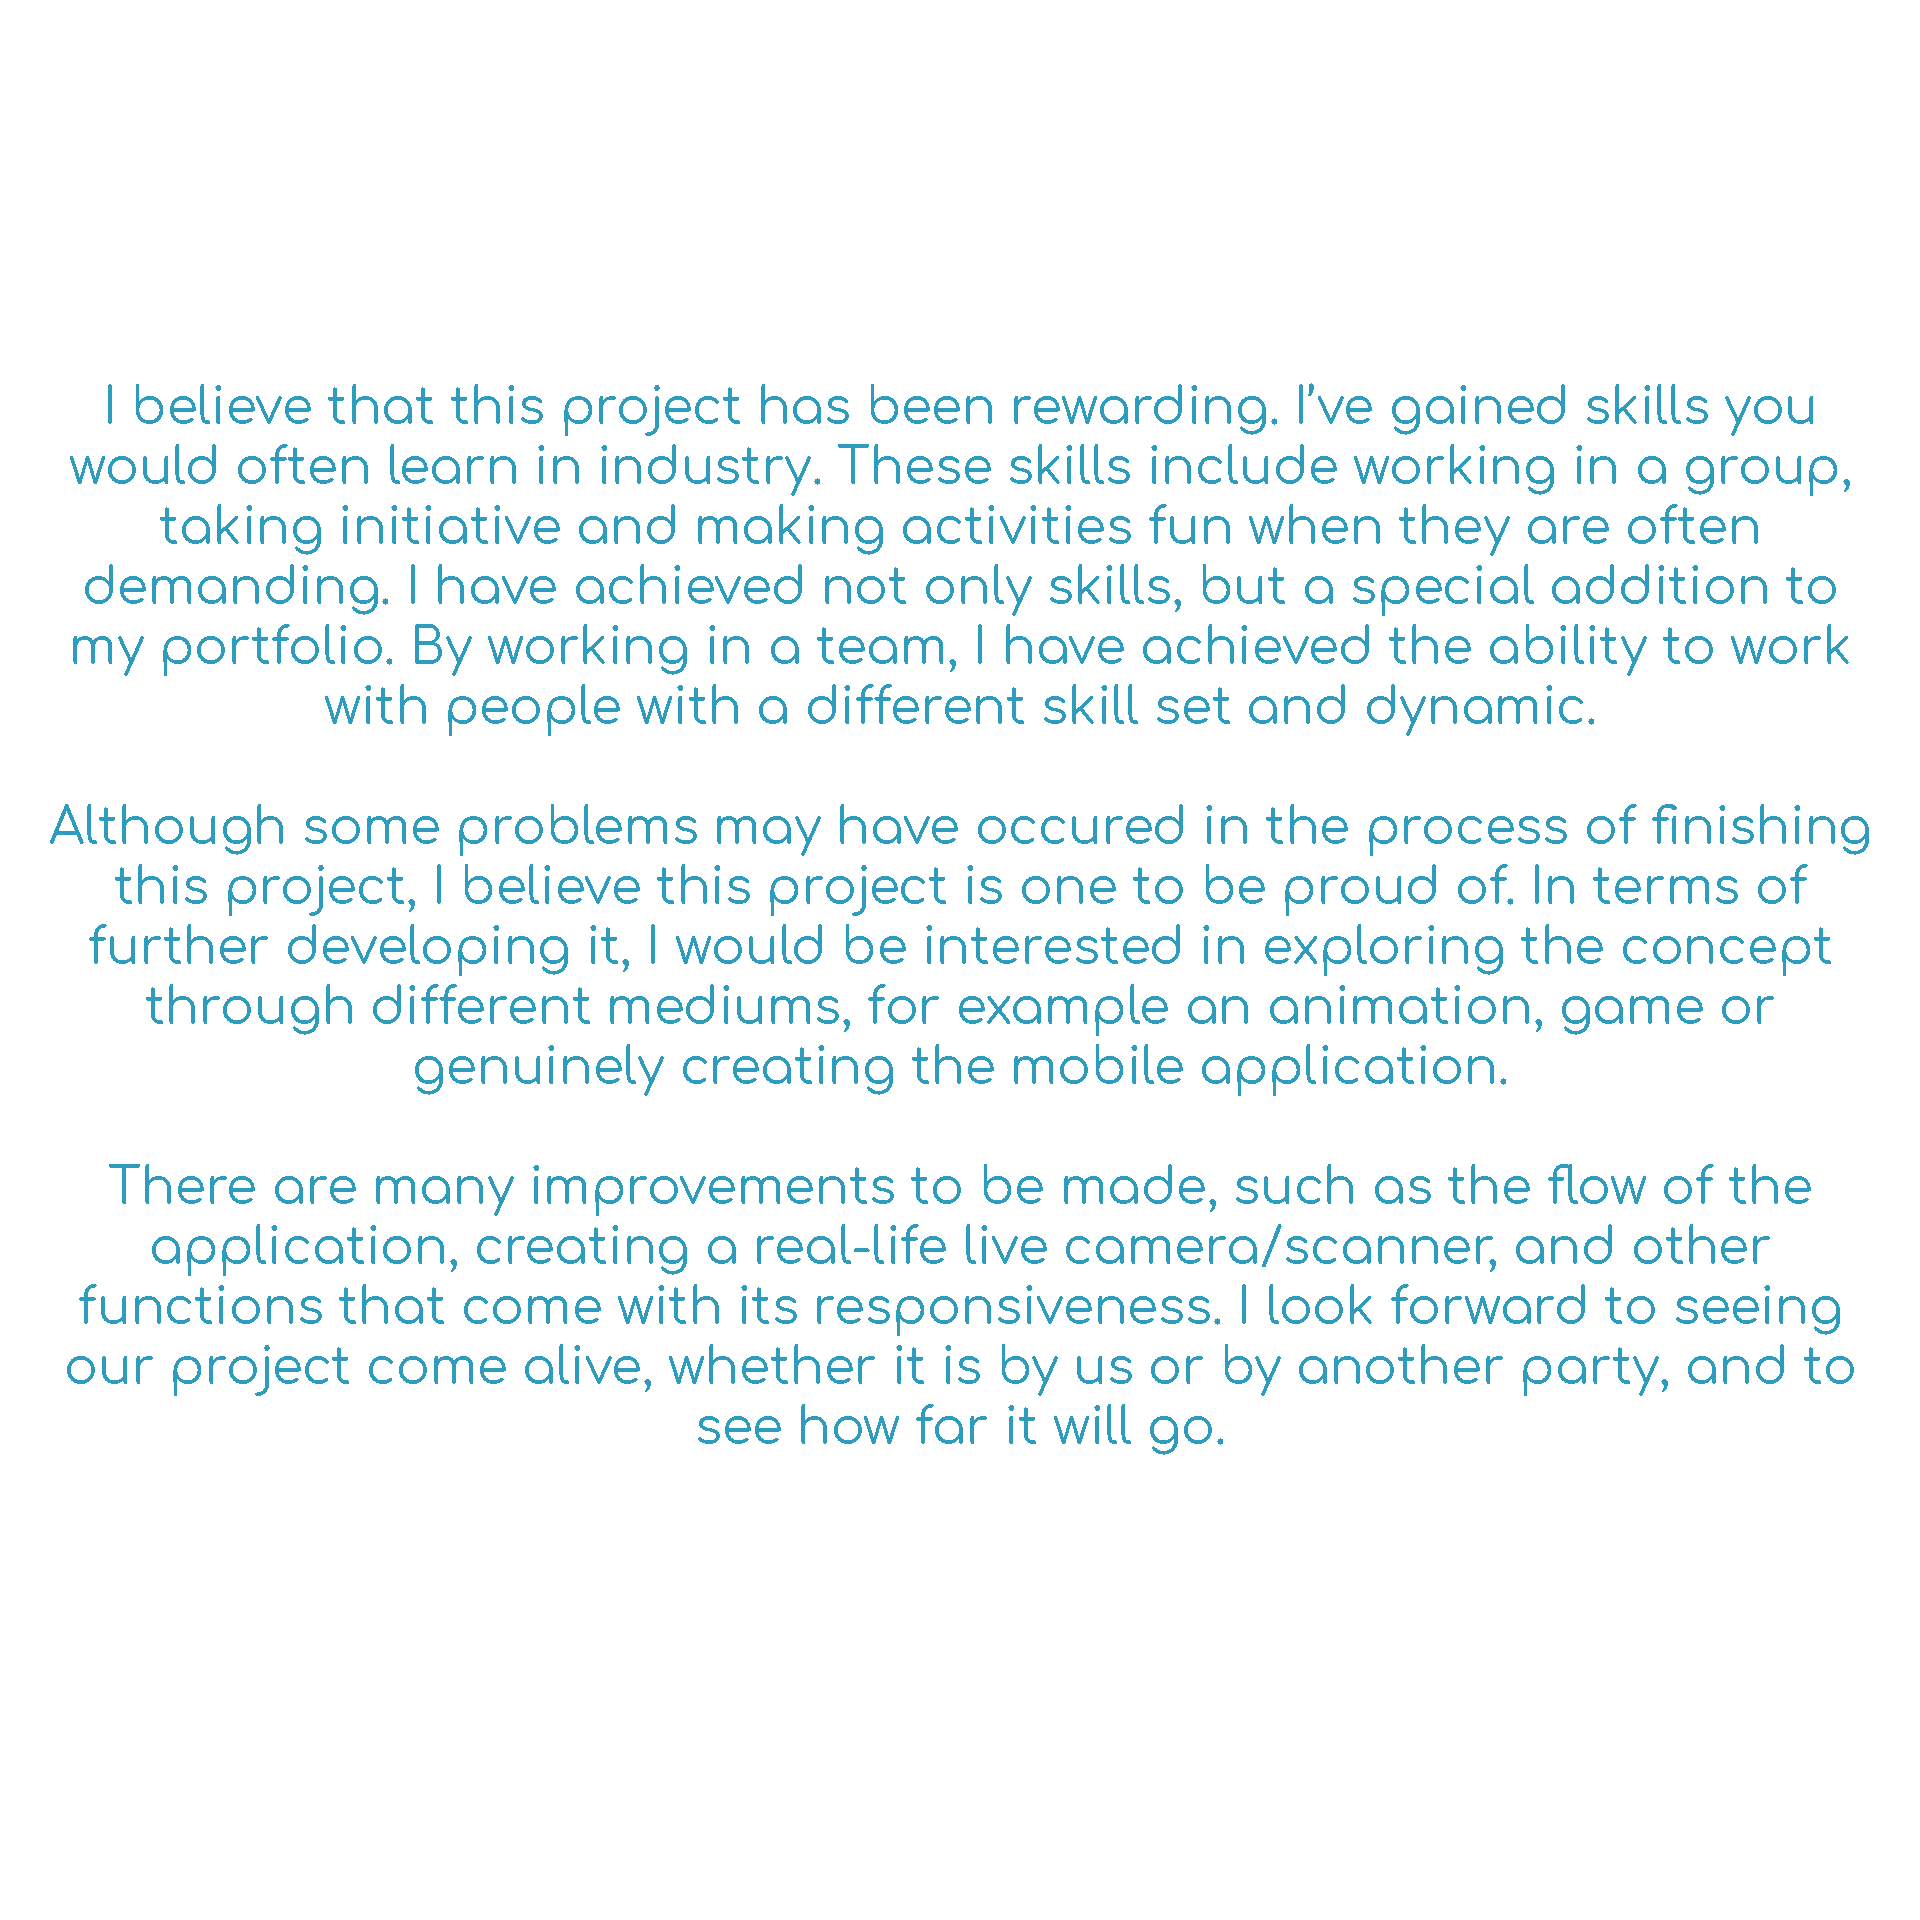 I believe that this project has been rewarding. I've gained skills you
would often learn in industry. These skills include working in a group,
taking initiative and making activities fun when they are often
demanding. I have achieved not only skills, but a special addition to
my portfolio. By working in a team, I have achieved the ability to work
with people with a different skill set and dynamic.
Although some problems may have occured in the process of finishing
this project, I believe this project is one to be proud of. In terms of
further developing it, I would be interested in exploring the concept
through different mediums, for example an animation, game or
genuinely creating the mobile application.
There are many improvements to be made, such as the flow of the
application, creating a real-life live camera/scanner, and other
functions that come with its responsiveness. I look forward to seeing
our project come alive, whether it is by us or by another party, and to
see how far it will go.